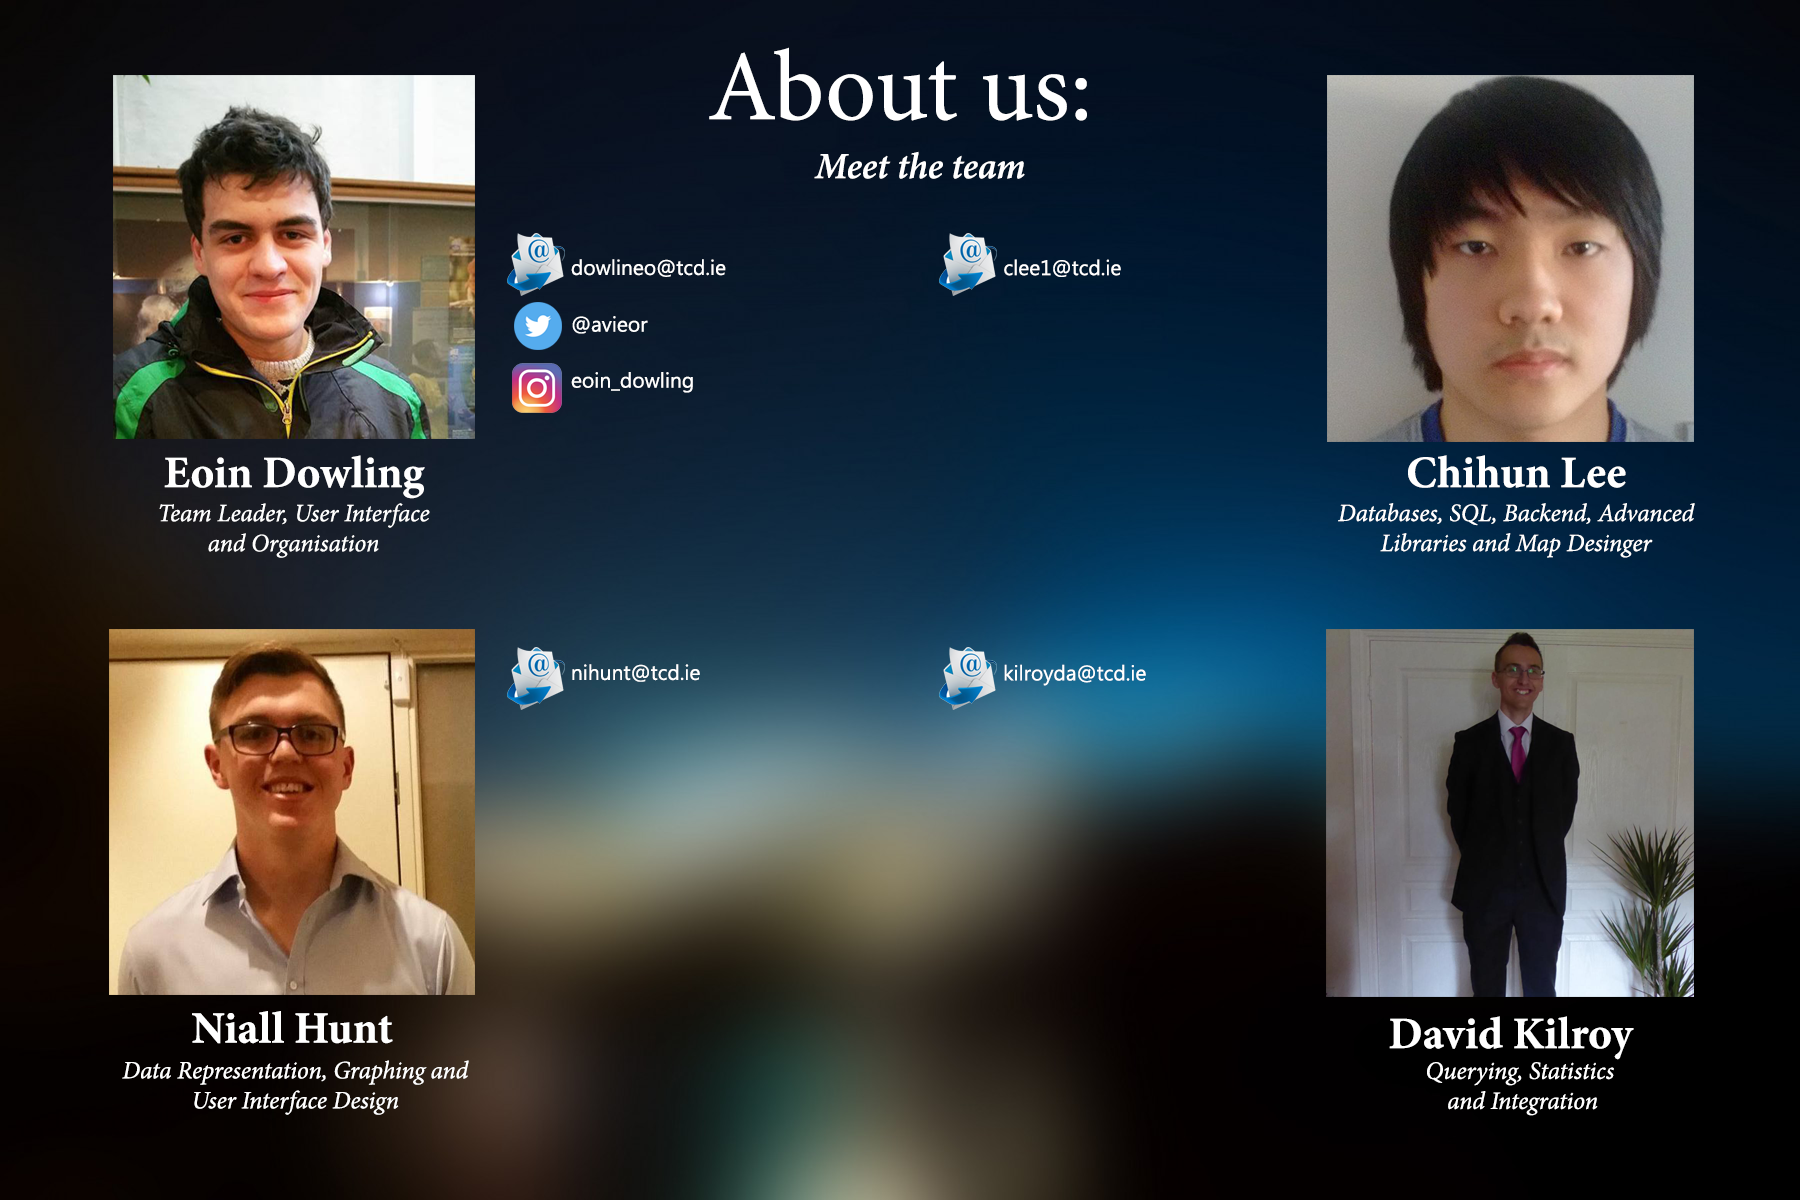 About us:
Meet the team
@
dowlineo@tcd.ie
@avieor
eoin_dowling
Eoin Dowling
Team Leader, User Interface
and Organisation
@
clee1@tcd.ie
Chihun Lee
Databases, SQL, Backend, Advanced
Libraries and Map Desinger
@
nihunt@tcd.ie
Niall Hunt
Data Representation, Graphing and
User Interface Design
@
kilroyda@tcd.ie
David Kilroy
Querying, Statistics
and Integration